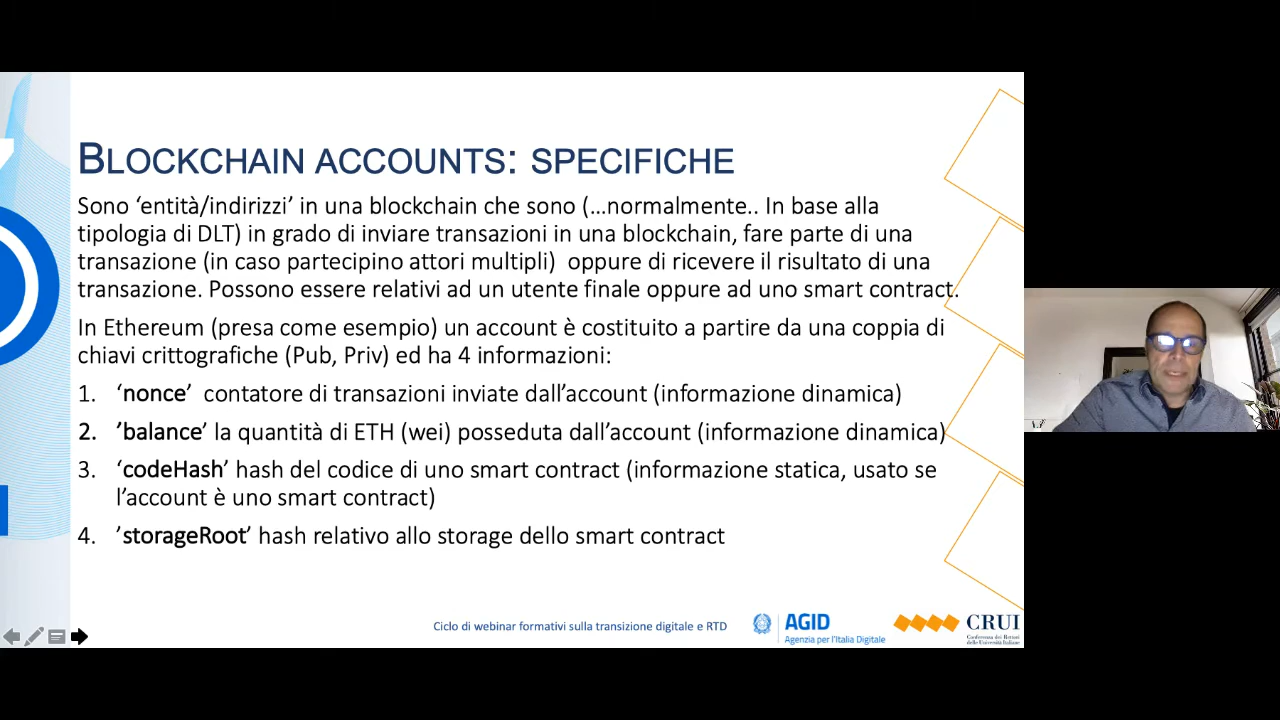 BLOCKCHAIN ACCOUNTS: SPECIFICHE
Sono ‘entità/indirizzi’ in una blockchain che sono (…normalmente.. In base alla
tipologia di DLT) in grado di inviare transazioni in una blockchain, fare parte di una
transazione (in caso partecipino attori multipli)  oppure di ricevere il risultato di una
transazione. Possono essere relativi ad un utente finale oppure ad uno smart contract.
In Ethereum (presa come esempio) un account è costituito a partire da una coppia di
chiavi crittografiche (Pub, Priv) ed ha 4 informazioni:
1. ‘nonce’  contatore di transazioni inviate dall’account (informazione dinamica)
2. ’balance’ la quantità di ETH (wei) posseduta dall’account (informazione dinamica)
3. ‘codeHash’ hash del codice di uno smart contract (informazione statica, usato se
l’account è uno smart contract)
4. ’storageRoot’ hash relativo allo storage dello smart contract
Ciclo di webinar formativi sulla transizione digitale e RTD
AGID
Agenzia per l’Italia Digitale
CRUI
Conferenza dei Rettori
delle Università Italiane